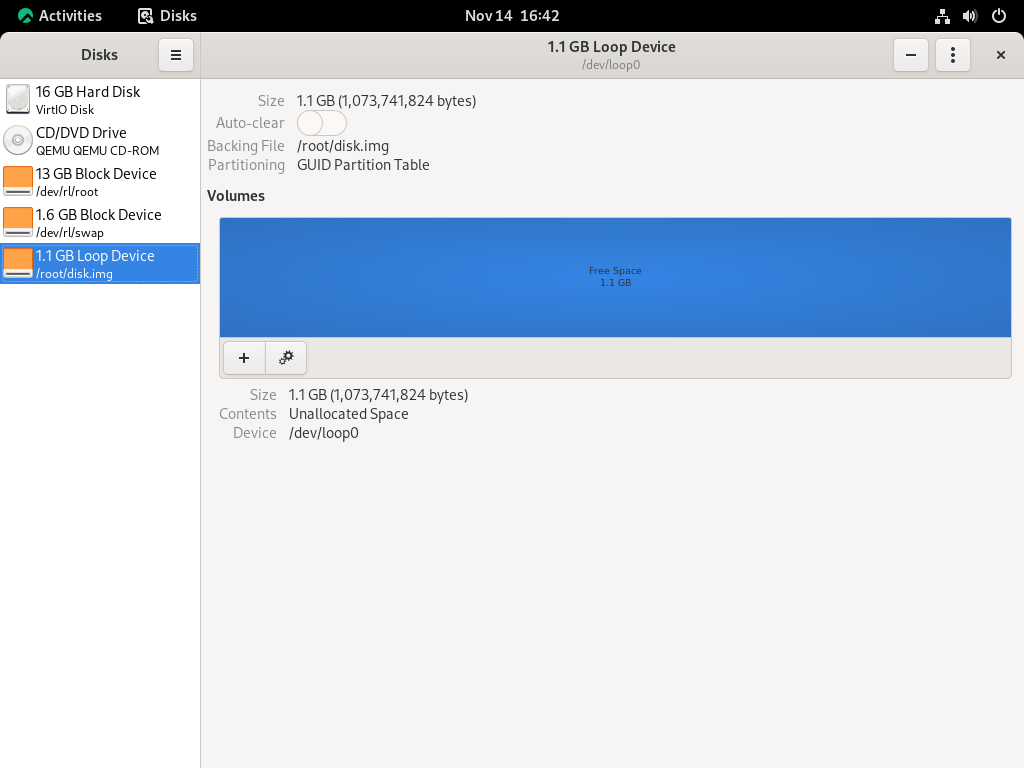 Activities
Disks
Nov 14 16:42
Disks
1.1 GB Loop Device
/dev/loop0
16 GB Hard Disk
VirtIO Disk
CD/DVD Drive
QEMU QEMU CD-ROM
13 GB Block Device
/dev/rl/root
1.6 GB Block Device
/dev/rl/swap
1.1 GB Loop Device
/root/disk.img
Size 1.1 GB (1,073,741,824 bytes)
Auto-clear
Backing File /root/disk.img
Partitioning GUID Partition Table
Volumes
Free Space
1.1 GB
Size 1.1 GB (1,073,741,824 bytes)
Contents Unallocated Space
Device /dev/loop0